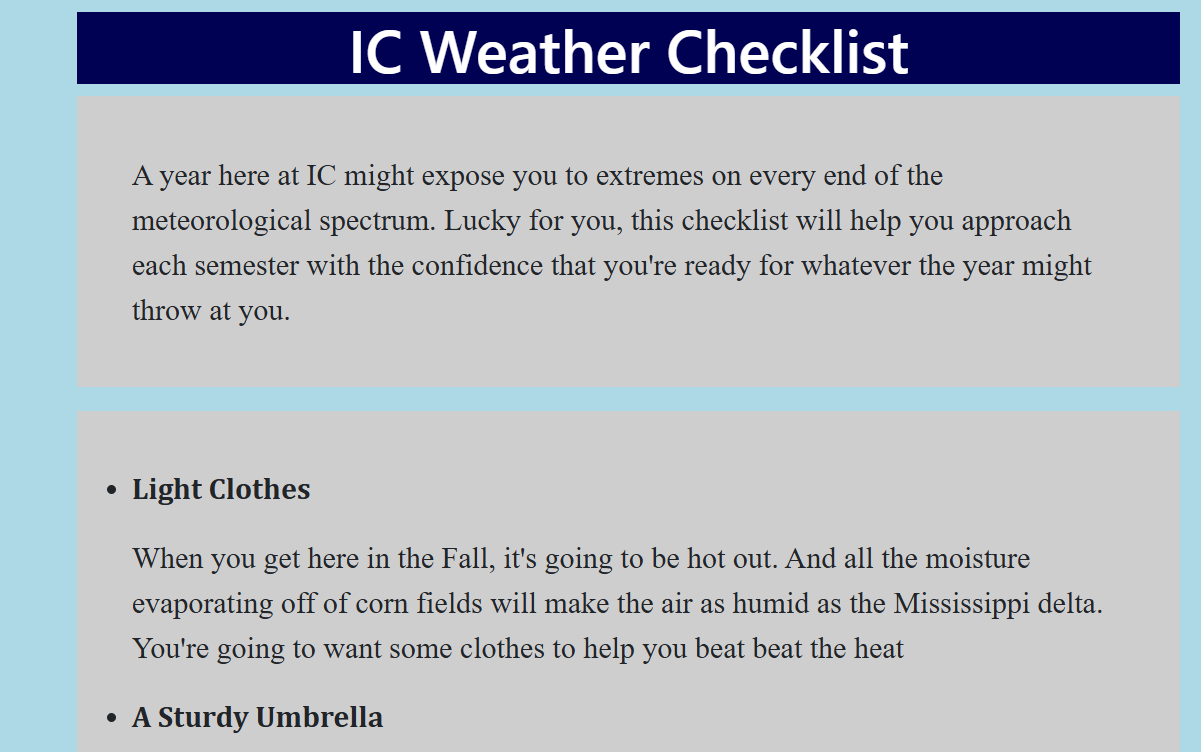 IC Weather Checklist
A year here at IC might expose you to extremes on every end of the
meteorological spectrum. Lucky for you, this checklist will help you approach
each semester with the confidence that you're ready for whatever the year might
throw at you.
• Light Clothes
When you get here in the Fall, it's going to be hot out. And all the moisture
evaporating off of corn fields will make the air as humid as the Mississippi delta.
You're going to want some clothes to help you beat beat the heat
• A Sturdy Umbrella